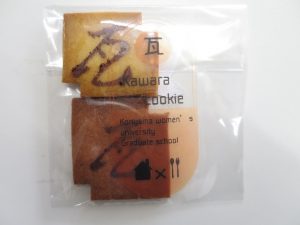 瓦
Kawara
cookie
Koriyama women's
university
Graduate school